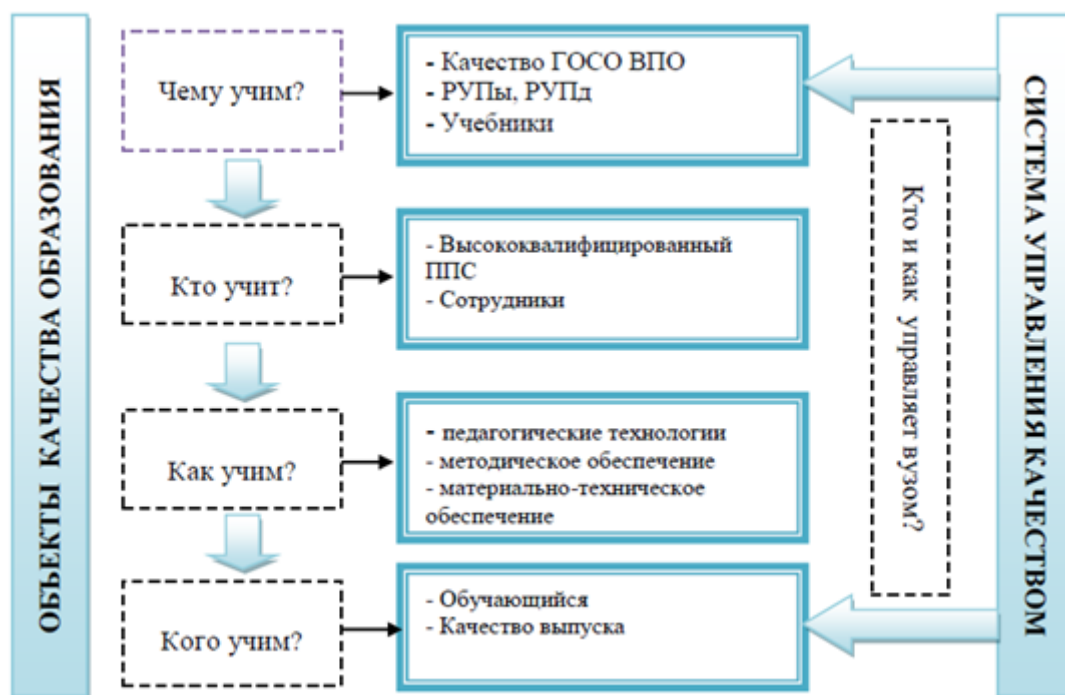 ОБЪЕКТЫ КАЧЕСТВА ОБРАЗОВАНИЯ
Чему учим?
- Качество ГОСО ВПО
- РУПы, РУПд
- Учебники
Кто учит?
- Высококвалифицированный
ППС
- Сотрудники
Как учим?
- педагогические технологии
- методическое обеспечение
- материально-техническое
обеспечение
Кого учим?
- Обучающийся
- Качество выпуска
Кто и как управляет вузом?
СИСТЕМА УПРАВЛЕНИЯ КАЧЕСТВОМ